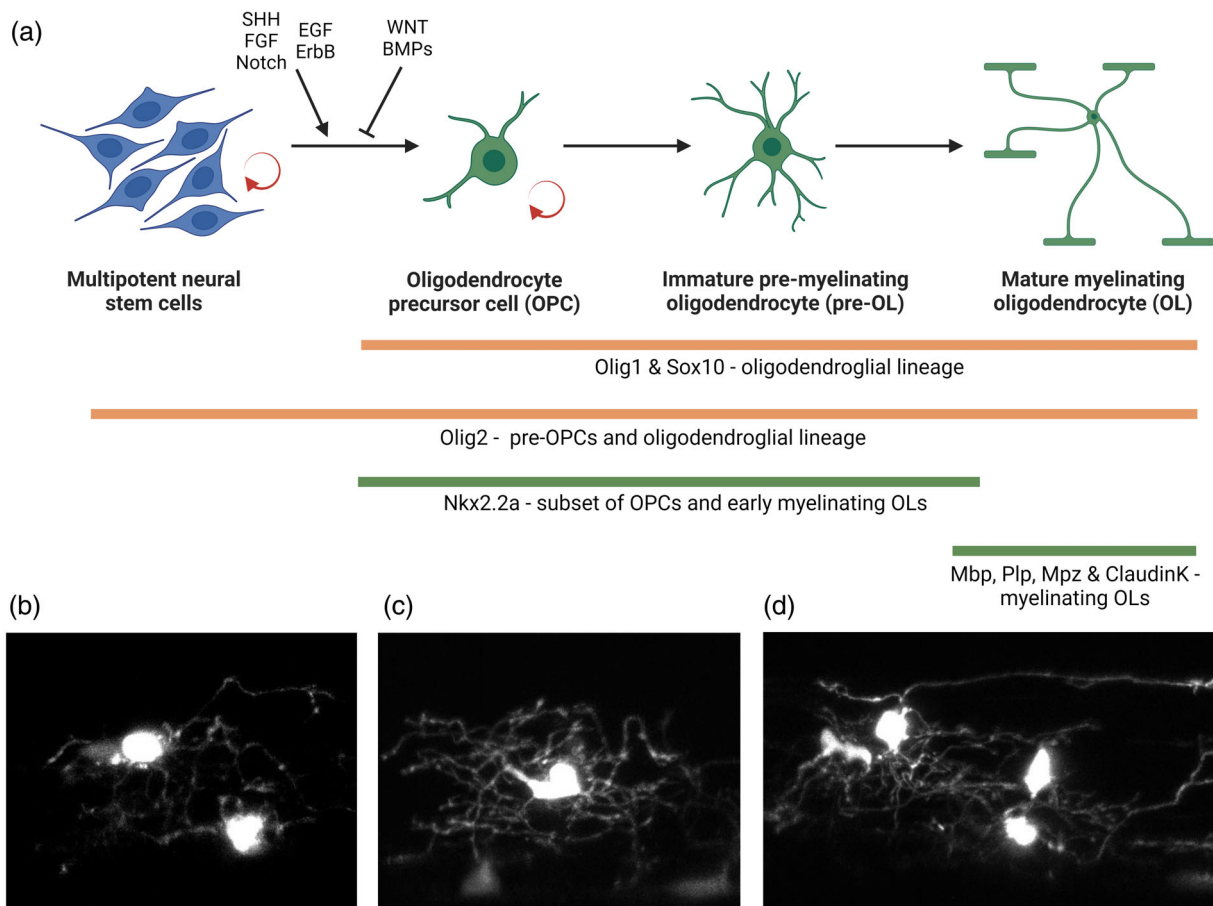 (a)
SHH
FGF
Notch
EGF
ErbB
WNT
BMPs
Multipotent neural
stem cells
Oligodendrocyte
precursor cell (OPC)
Immature pre-myelinating
oligodendrocyte (pre-OL)
Mature myelinating
oligodendrocyte (OL)
Olig1 & Sox10 - oligodendroglial lineage
Olig2 - pre-OPCs and oligodendroglial lineage
Nkx2.2a - subset of OPCs and early myelinating OLs
Mbp, Plp, Mpz & ClaudinK -
myelinating OLs
(b)
(c)
(d)